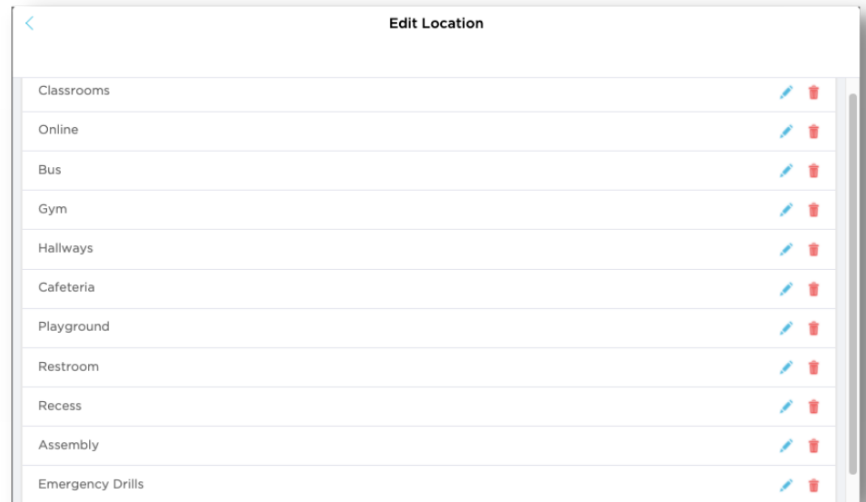 Edit Location
Classrooms
Online
Bus
Gym
Hallways
Cafeteria
Playground
Restroom
Recess
Assembly
Emergency Drills